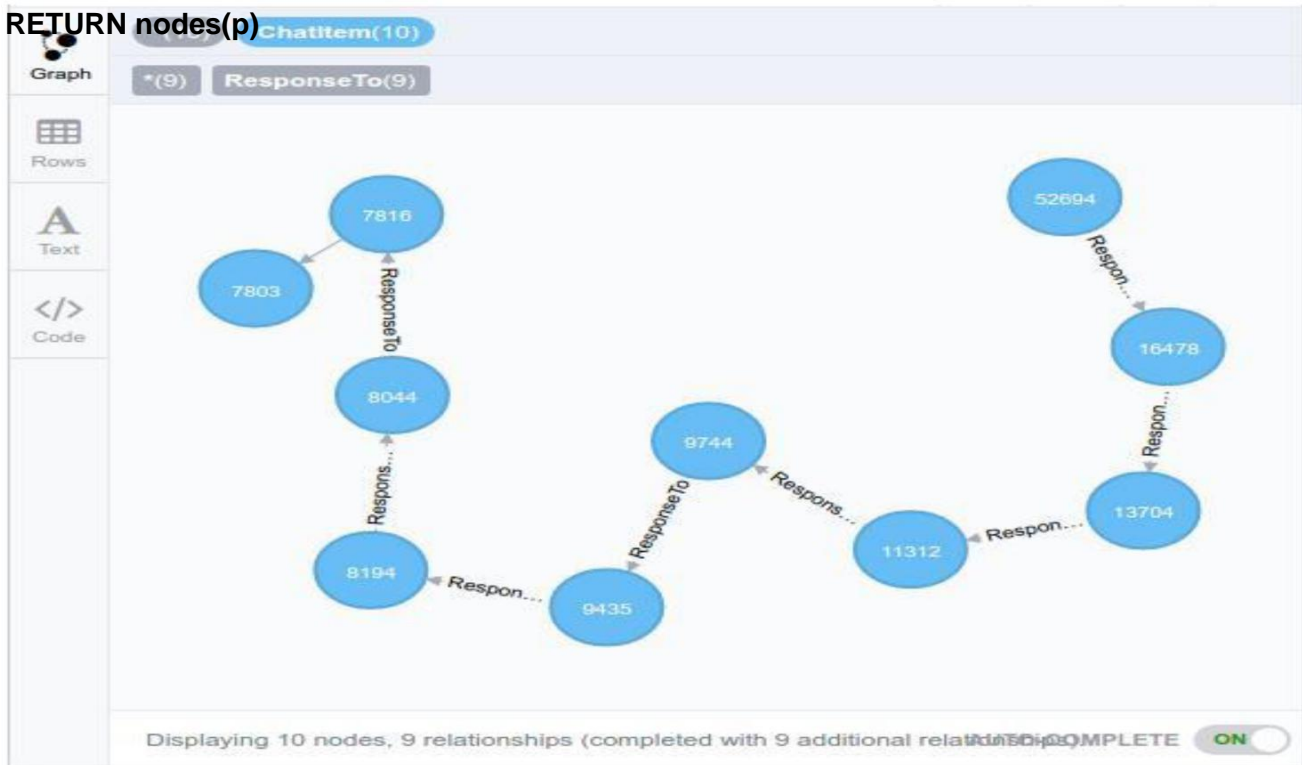 RETURN nodes(p)
ChatItem(10)
Graph
*(9) ResponseTo(9)
Rows
Text
</>
Code
7816
52694
7803
ResponseTo
Respon...
16478
8044
9744
Respon...
Respons...
ResponseTo
Respons...
13704
Respon...
11312
8194
Respon...
9435
Displaying 10 nodes, 9 relationships (completed with 9 additional relationships).
AUTO-COMPLETE ON